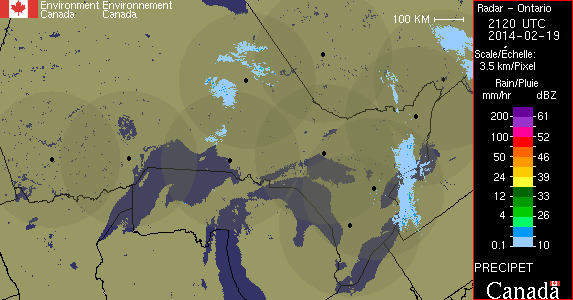 Environment Environnement
Canada Canada
100 KM
Radar - Ontario
2120 UTC
2014-02-19
Scale/Échelle:
3.5 km/Pixel
Rain/Pluie
mm/hr dBZ
200 61
100 52
50 46
24 39
12 33
4 26
0.1 10
PRECIPET
Canada